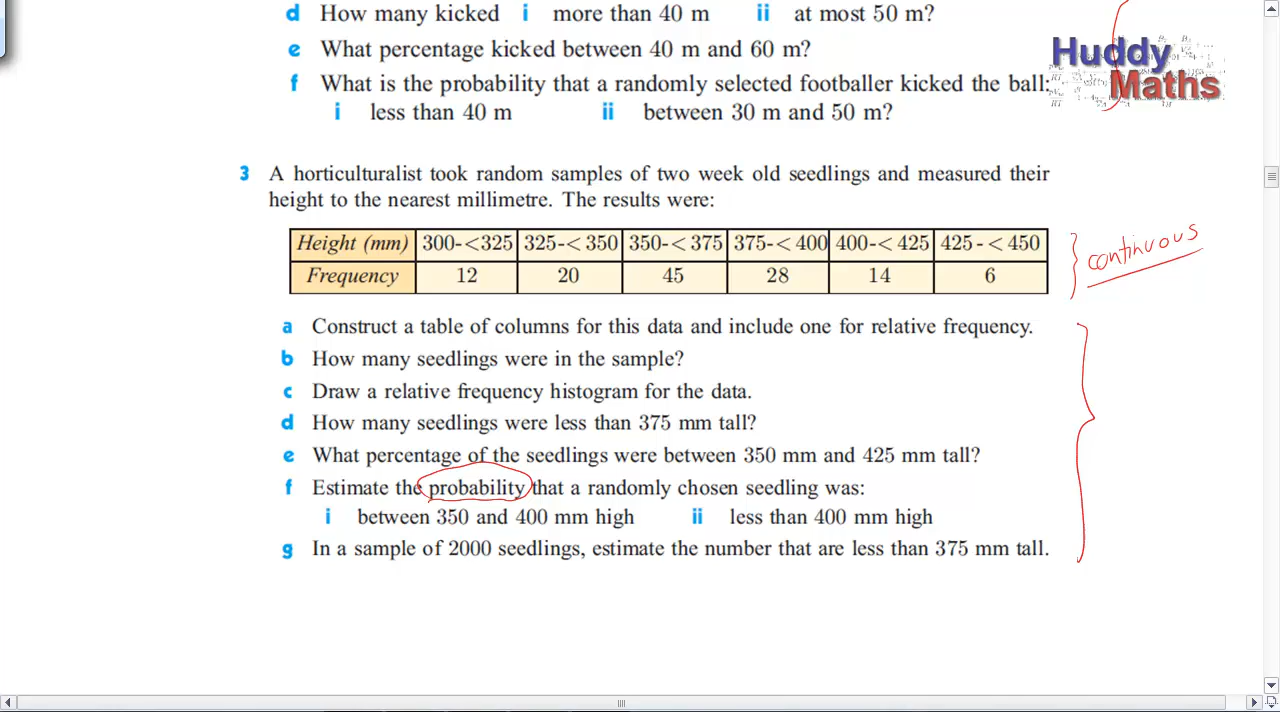 d How many kicked i more than 40 m ii at most 50 m?
e What percentage kicked between 40 m and 60 m?
f What is the probability that a randomly selected footballer kicked the ball:
i less than 40 m ii between 30 m and 50 m?
Huddy
Maths
3 A horticulturalist took random samples of two week old seedlings and measured their
height to the nearest millimetre. The results were:
Height (mm) 300-<325 325-<350 350-<375 375-<400 400-<425 425-<450
Frequency 12 20 45 28 14 6
continuous
a Construct a table of columns for this data and include one for relative frequency.
b How many seedlings were in the sample?
c Draw a relative frequency histogram for the data.
d How many seedlings were less than 375 mm tall?
e What percentage of the seedlings were between 350 mm and 425 mm tall?
f Estimate the probability that a randomly chosen seedling was:
i between 350 and 400 mm high ii less than 400 mm high
g In a sample of 2000 seedlings, estimate the number that are less than 375 mm tall.